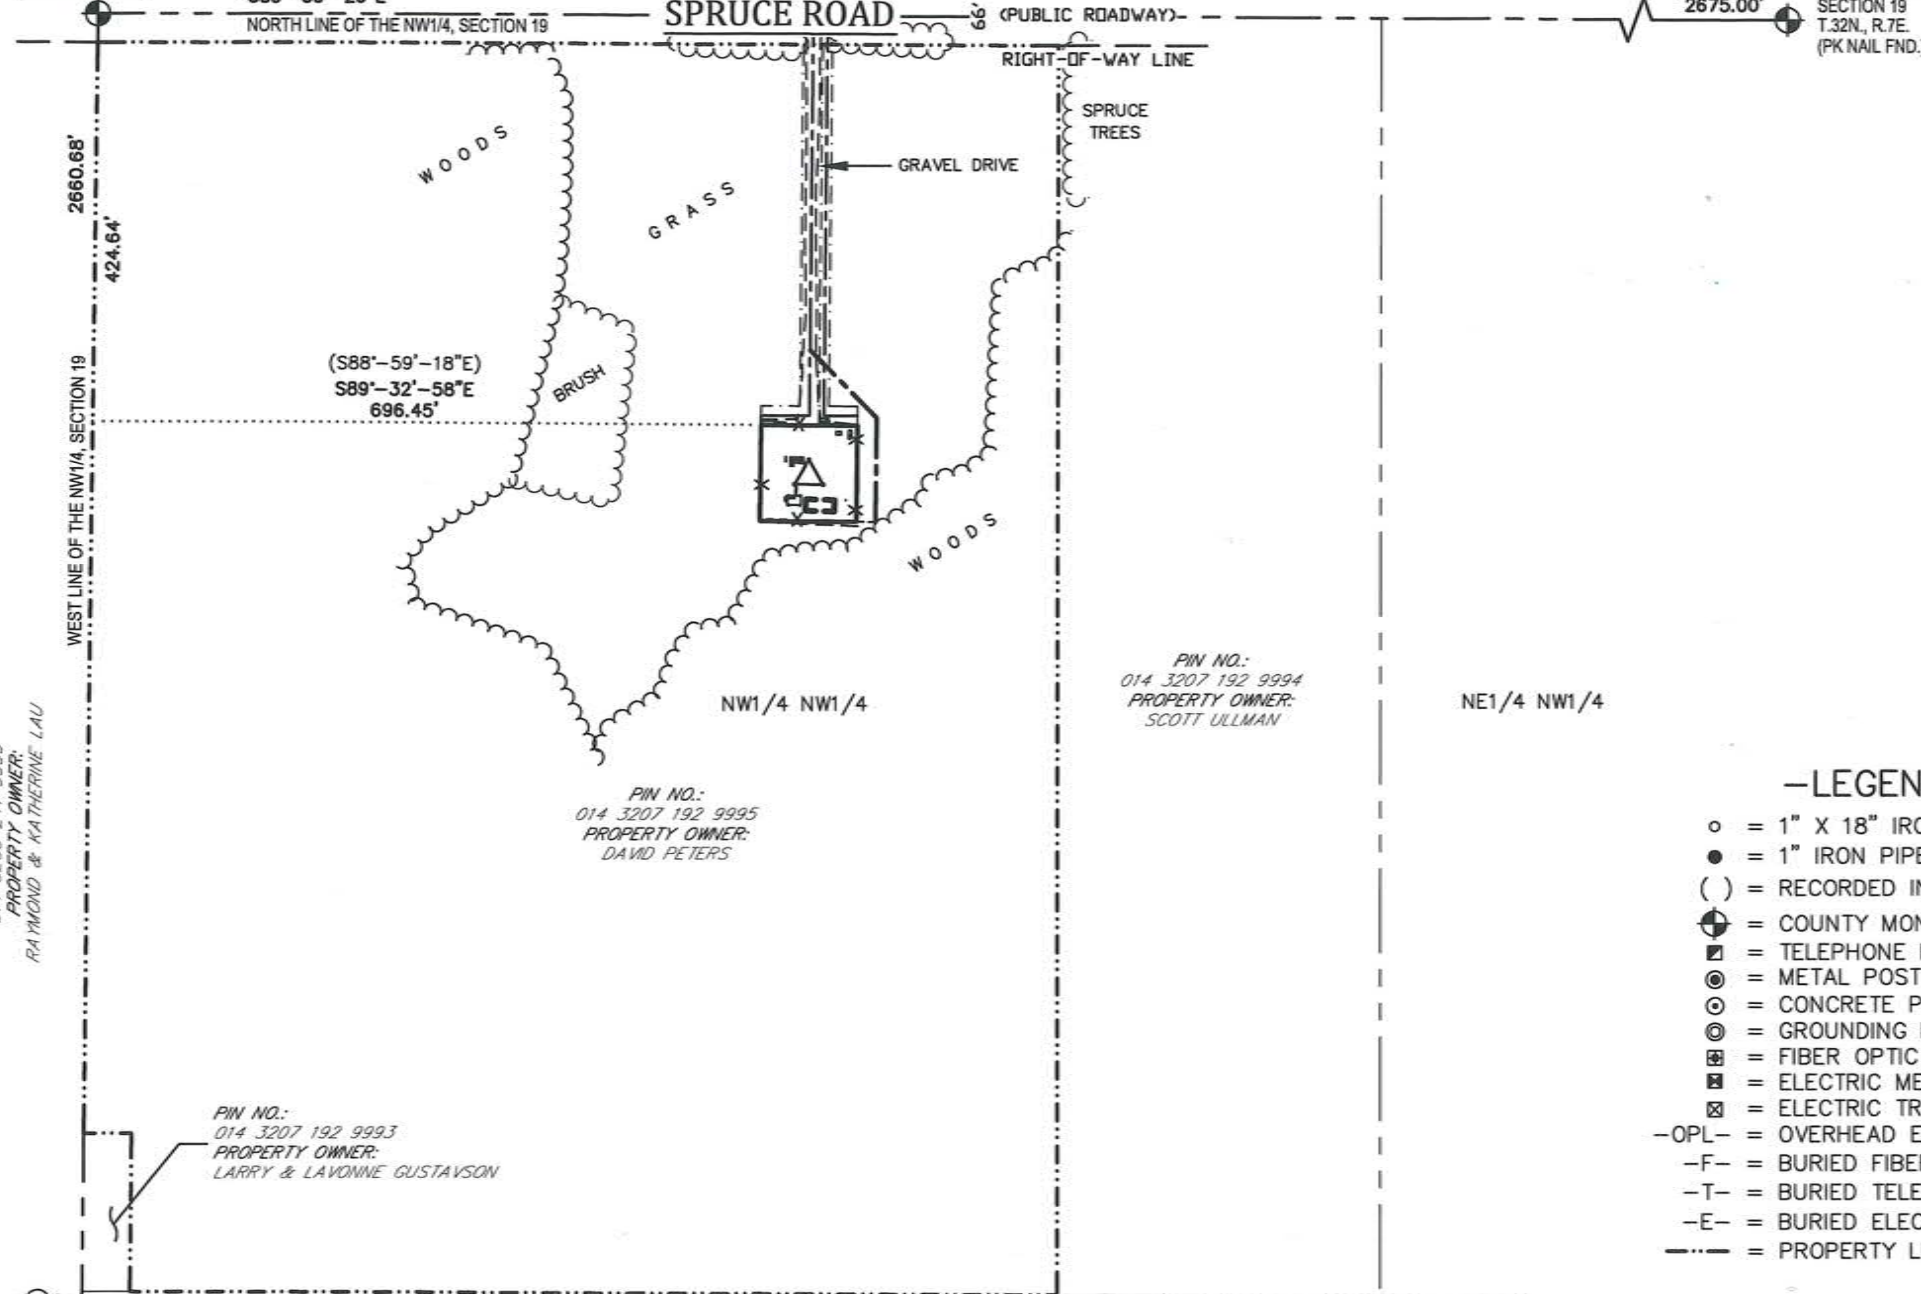 NORTH LINE OF THE NW1/4, SECTION 19
SPRUCE ROAD
66'
(PUBLIC ROADWAY)
RIGHT-OF-WAY LINE
2675.00'
SECTION 19
T.32N., R.7E.
(PK NAIL FND.
2660.68'
424.64'
WEST LINE OF THE NW1/4, SECTION 19
WOODS
GRASS
GRAVEL DRIVE
SPRUCE
TREES
(S88°-59'-18"E)
S89°-32'-58"E
696.45'
BRUSH
WOODS
NW1/4 NW1/4
PIN NO.:
014 3207 192 9994
PROPERTY OWNER:
SCOTT ULLMAN
NE1/4 NW1/4
PROPERTY OWNER:
RAYMOND & KATHERINE LAU
PIN NO.:
014 3207 192 9995
PROPERTY OWNER:
DAVID PETERS
PIN NO.:
014 3207 192 9993
PROPERTY OWNER:
LARRY & LAVONNE GUSTAVSON
-LEGEN
= 1" X 18" IRO
= 1" IRON PIPE
( ) = RECORDED IN
= COUNTY MON
= TELEPHONE
= METAL POST
= CONCRETE P
= GROUNDING
= FIBER OPTIC
= ELECTRIC ME
= ELECTRIC TR
-OPL- = OVERHEAD E
-F- = BURIED FIBER
-T- = BURIED TELE
-E- = BURIED ELEC
= PROPERTY L